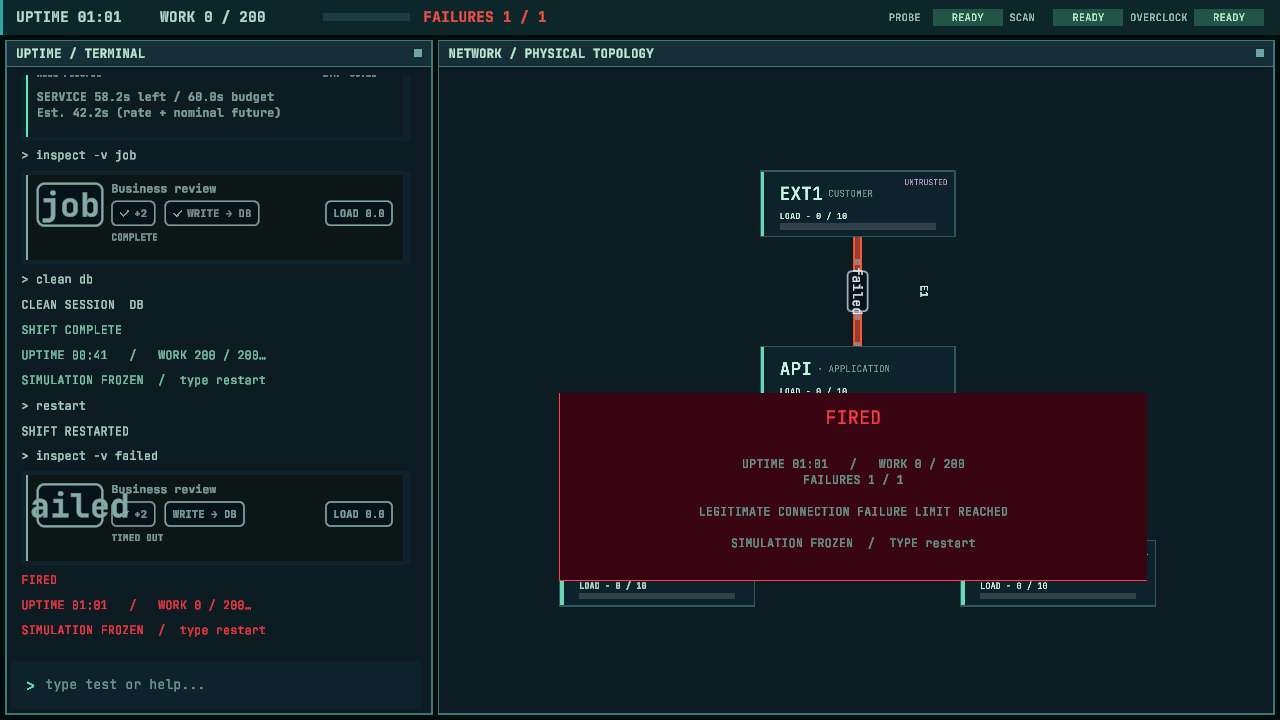 UPTIME 01:01 WORK 0 / 200 FAILURES 1 / 1 PROBE READY SCAN READY OVERCLOCK READY
UPTIME / TERMINAL
SERVICE 58.2s left / 60.0s budget
Est. 42.2s (rate + nominal future)
> inspect -v job
job
Business review
✓ +2 ✓ WRITE → DB LOAD 0.0
COMPLETE
> clean db
CLEAN SESSION DB
SHIFT COMPLETE
UPTIME 00:41 / WORK 200 / 200…
SIMULATION FROZEN / type restart
> restart
SHIFT RESTARTED
> inspect -v failed
ailed
Business review
+2 WRITE → DB LOAD 0.0
TIMED OUT
FIRED
UPTIME 01:01 / WORK 0 / 200…
SIMULATION FROZEN / type restart
> type test or help...
NETWORK / PHYSICAL TOPOLOGY
UNTRUSTED
EXT1 CUSTOMER
LOAD - 0 / 10
failed
E1
API · APPLICATION
LOAD - 0 / 10
FIRED
UPTIME 01:01 / WORK 0 / 200
FAILURES 1 / 1
LEGITIMATE CONNECTION FAILURE LIMIT REACHED
SIMULATION FROZEN / TYPE restart
LOAD - 0 / 10
LOAD - 0 / 10